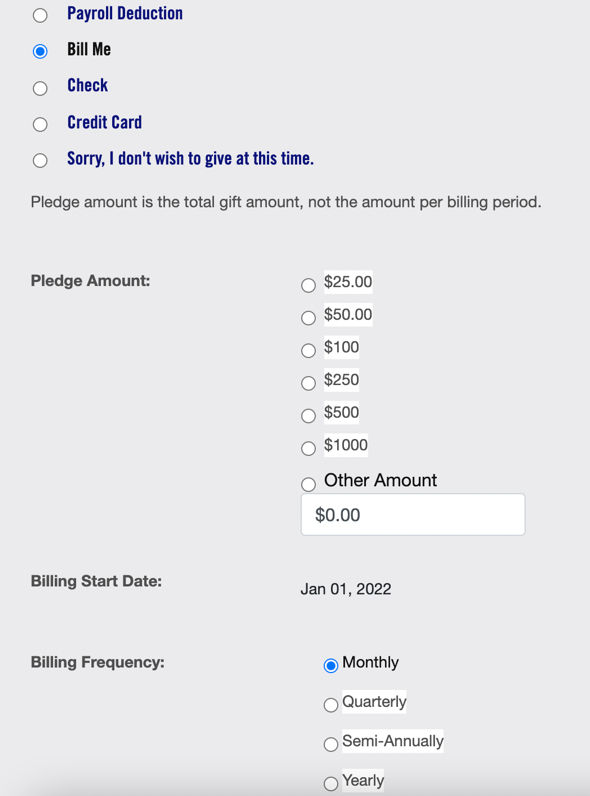 Payroll Deduction
Bill Me
Check
Credit Card
Sorry, I don't wish to give at this time.
Pledge amount is the total gift amount, not the amount per billing period.
Pledge Amount:
$25.00
$50.00
$100
$250
$500
$1000
Other Amount
$0.00
Billing Start Date:
Jan 01, 2022
Billing Frequency:
Monthly
Quarterly
Semi-Annually
Yearly